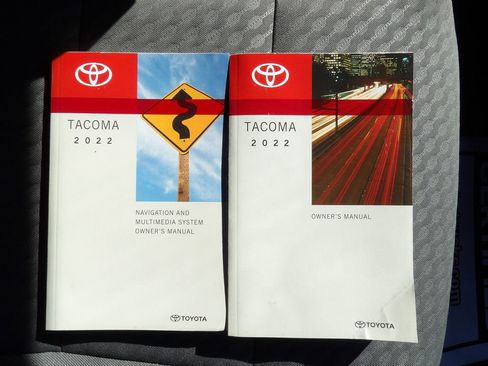 TACOMA
2022
NAVIGATION AND
MULTIMEDIA SYSTEM
OWNER'S MANUAL
TOYOTA
TACOMA
2022
OWNER'S MANUAL
TOYOTA